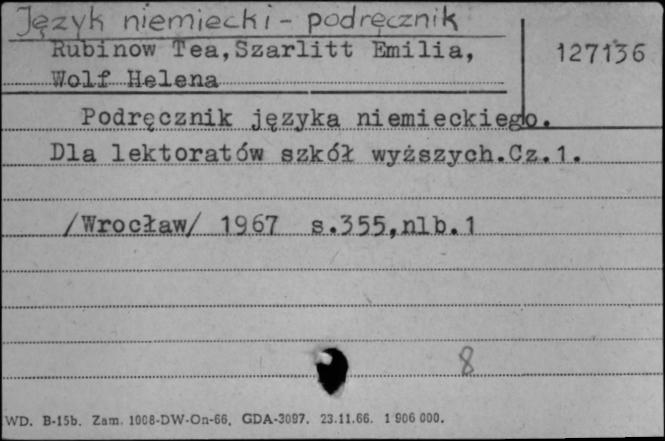 Język niemiecki - podręcznik
Rubinow Tea, Szarlitt Emilia,
127136
Wolf Helena
Podręcznik języka niemieckiego.
Dla lektoratów szkół wyższych.Cz.1.
/Wrocław/ 1967 s.355,nlb.1
8
WD. B-15b. Zam. 1008-DW-On-66. GDA-3097. 23.11.66. 1 906 000.